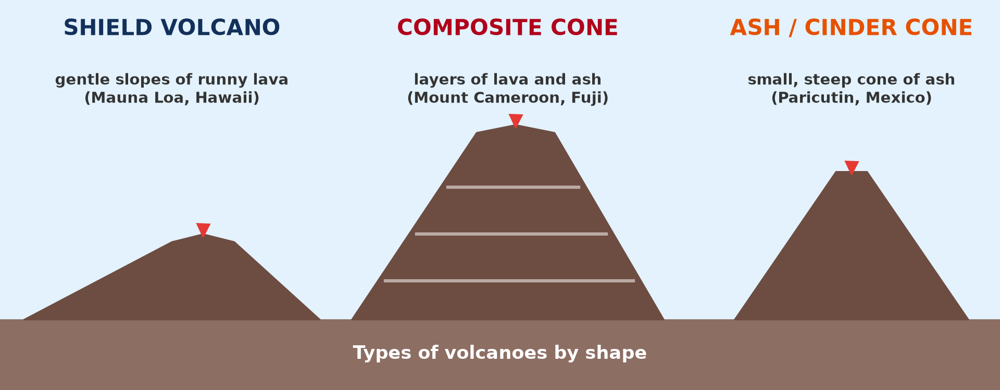 SHIELD VOLCANO
gentle slopes of runny lava
(Mauna Loa, Hawaii)
COMPOSITE CONE
layers of lava and ash
(Mount Cameroon, Fuji)
ASH / CINDER CONE
small, steep cone of ash
(Paricutin, Mexico)
Types of volcanoes by shape